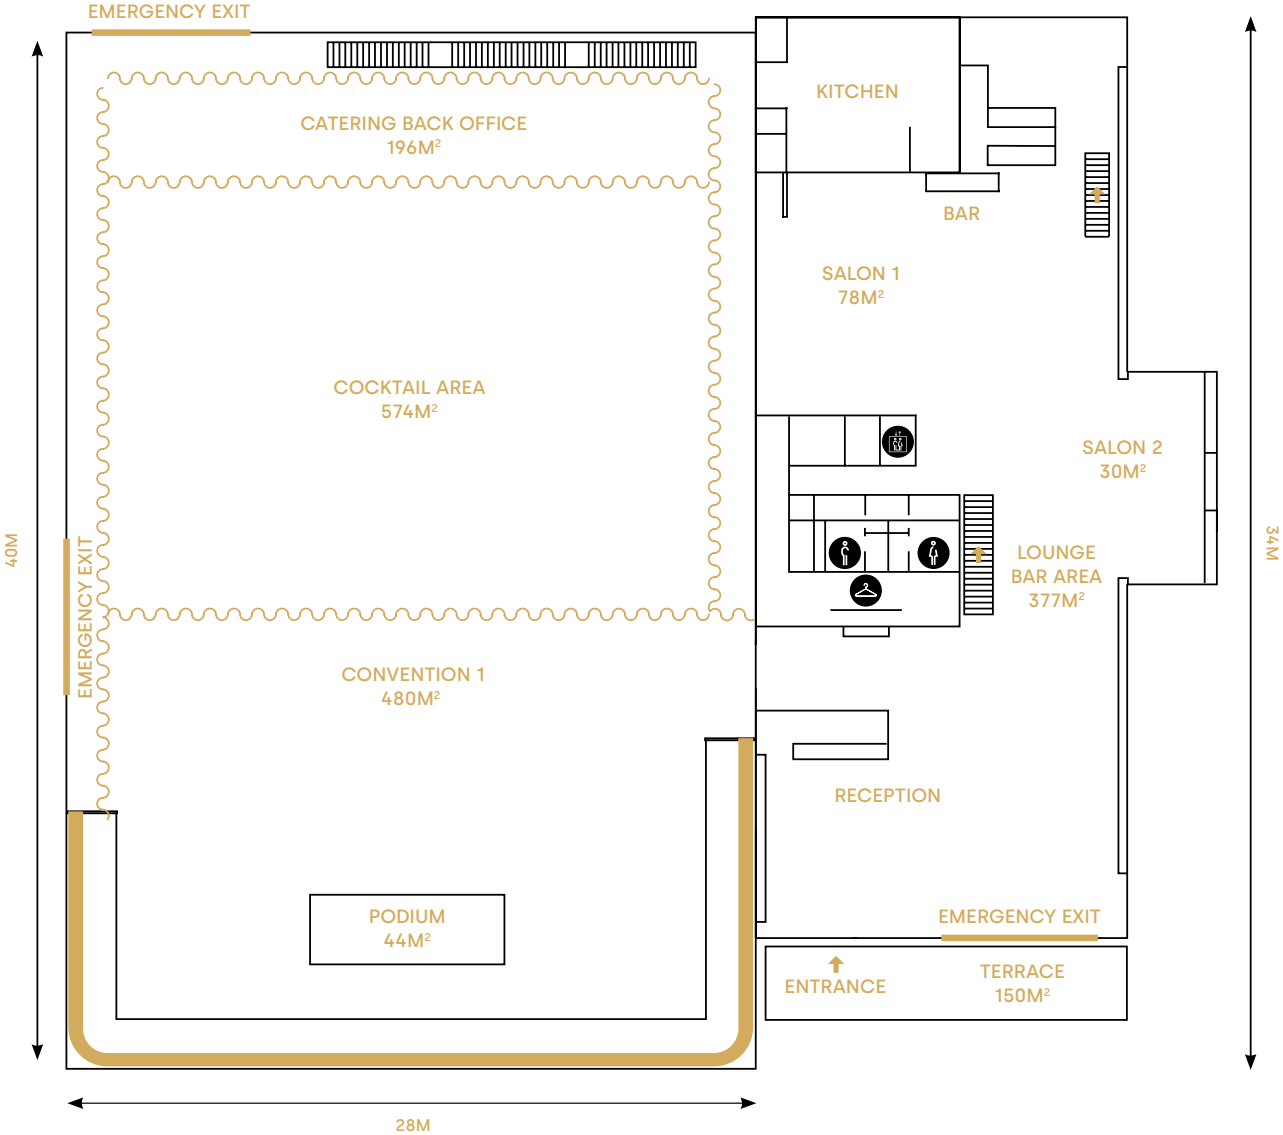 EMERGENCY EXIT
KITCHEN
CATERING BACK OFFICE
196M²
BAR
SALON 1
78M²
COCKTAIL AREA
574M²
SALON 2
30M²
40M
34M
EMERGENCY EXIT
LOUNGE
BAR AREA
377M²
CONVENTION 1
480M²
RECEPTION
PODIUM
44M²
EMERGENCY EXIT
ENTRANCE
TERRACE
150M²
28M